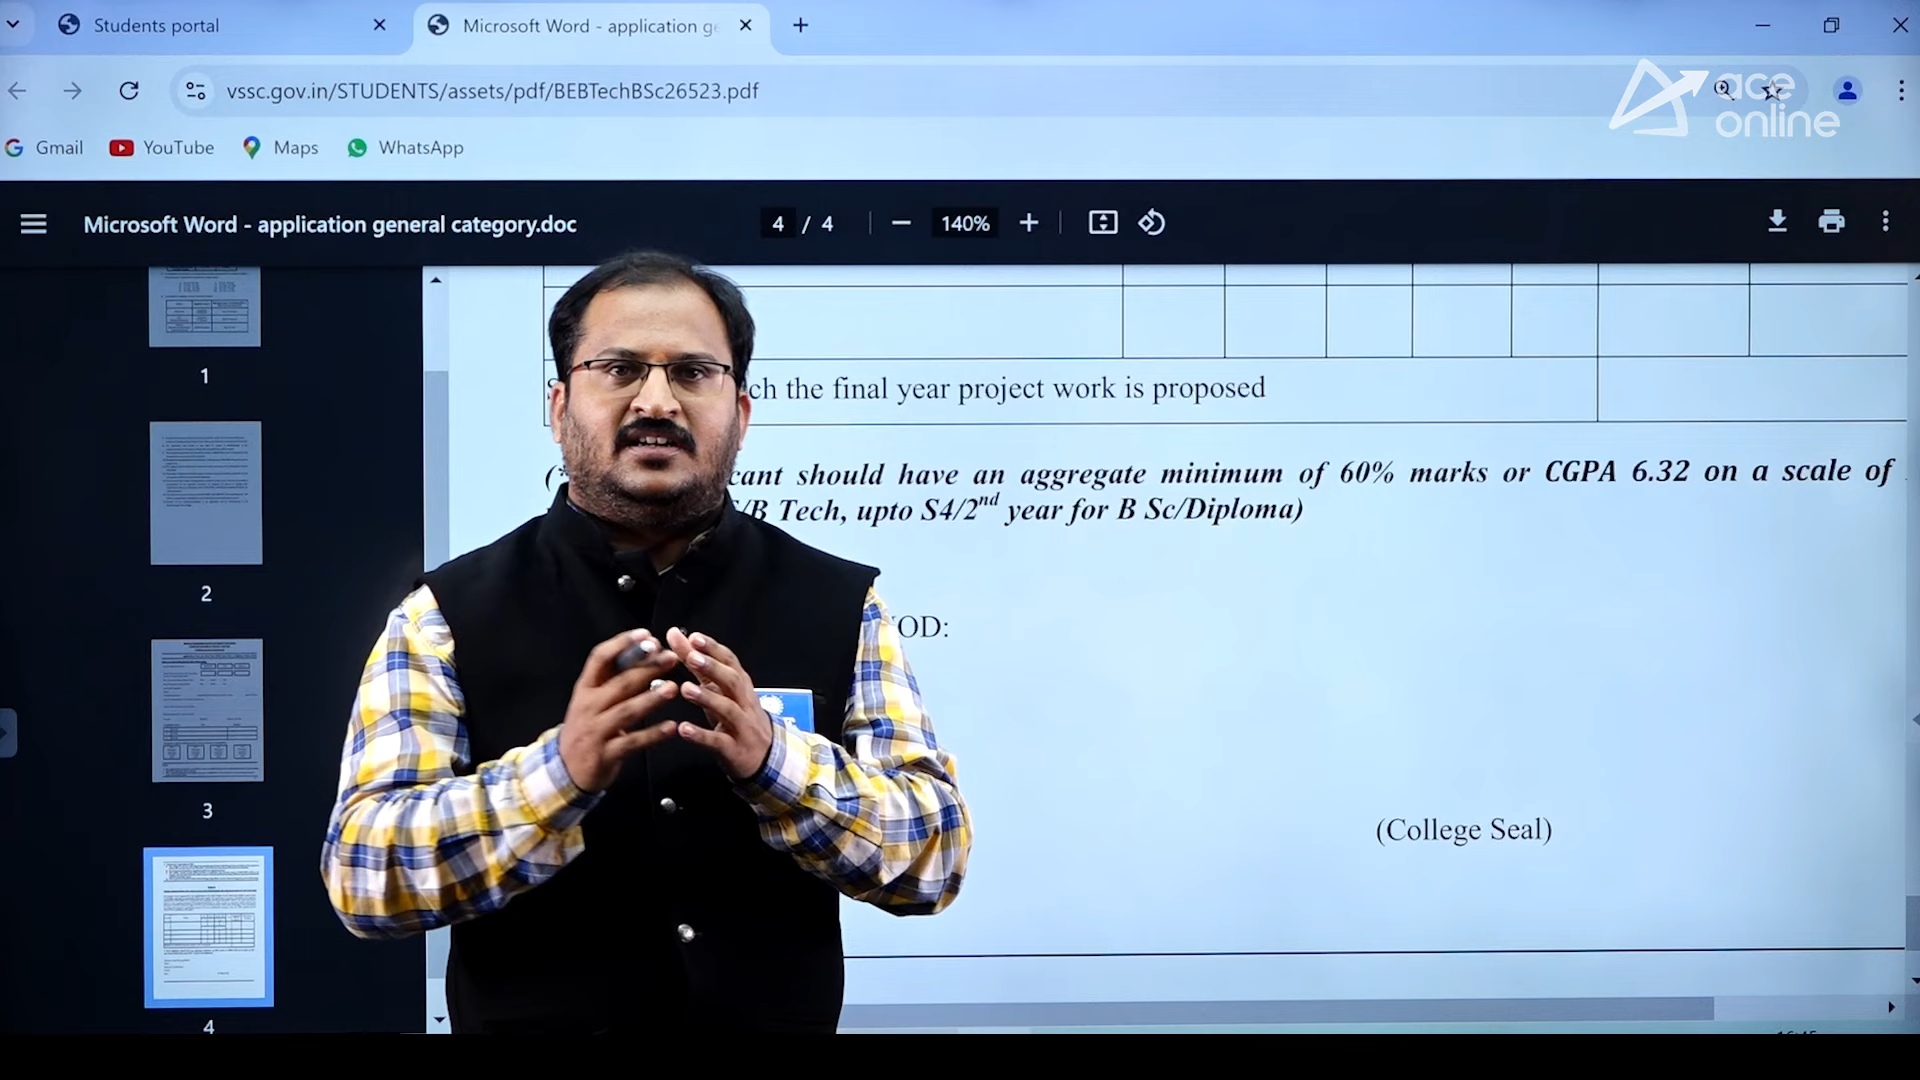 Students portal
Microsoft Word - application ge
vssc.gov.in/STUDENTS/assets/pdf/BEBTechBSc26523.pdf
ace
online
Gmail
YouTube
Maps
WhatsApp
Microsoft Word - application general category.doc
4 / 4
140%
1
2
3
4
ch the final year project work is proposed
cant should have an aggregate minimum of 60% marks or CGPA 6.32 on a scale of
/B Tech, upto S4/2nd year for B Sc/Diploma)
OD:
(College Seal)